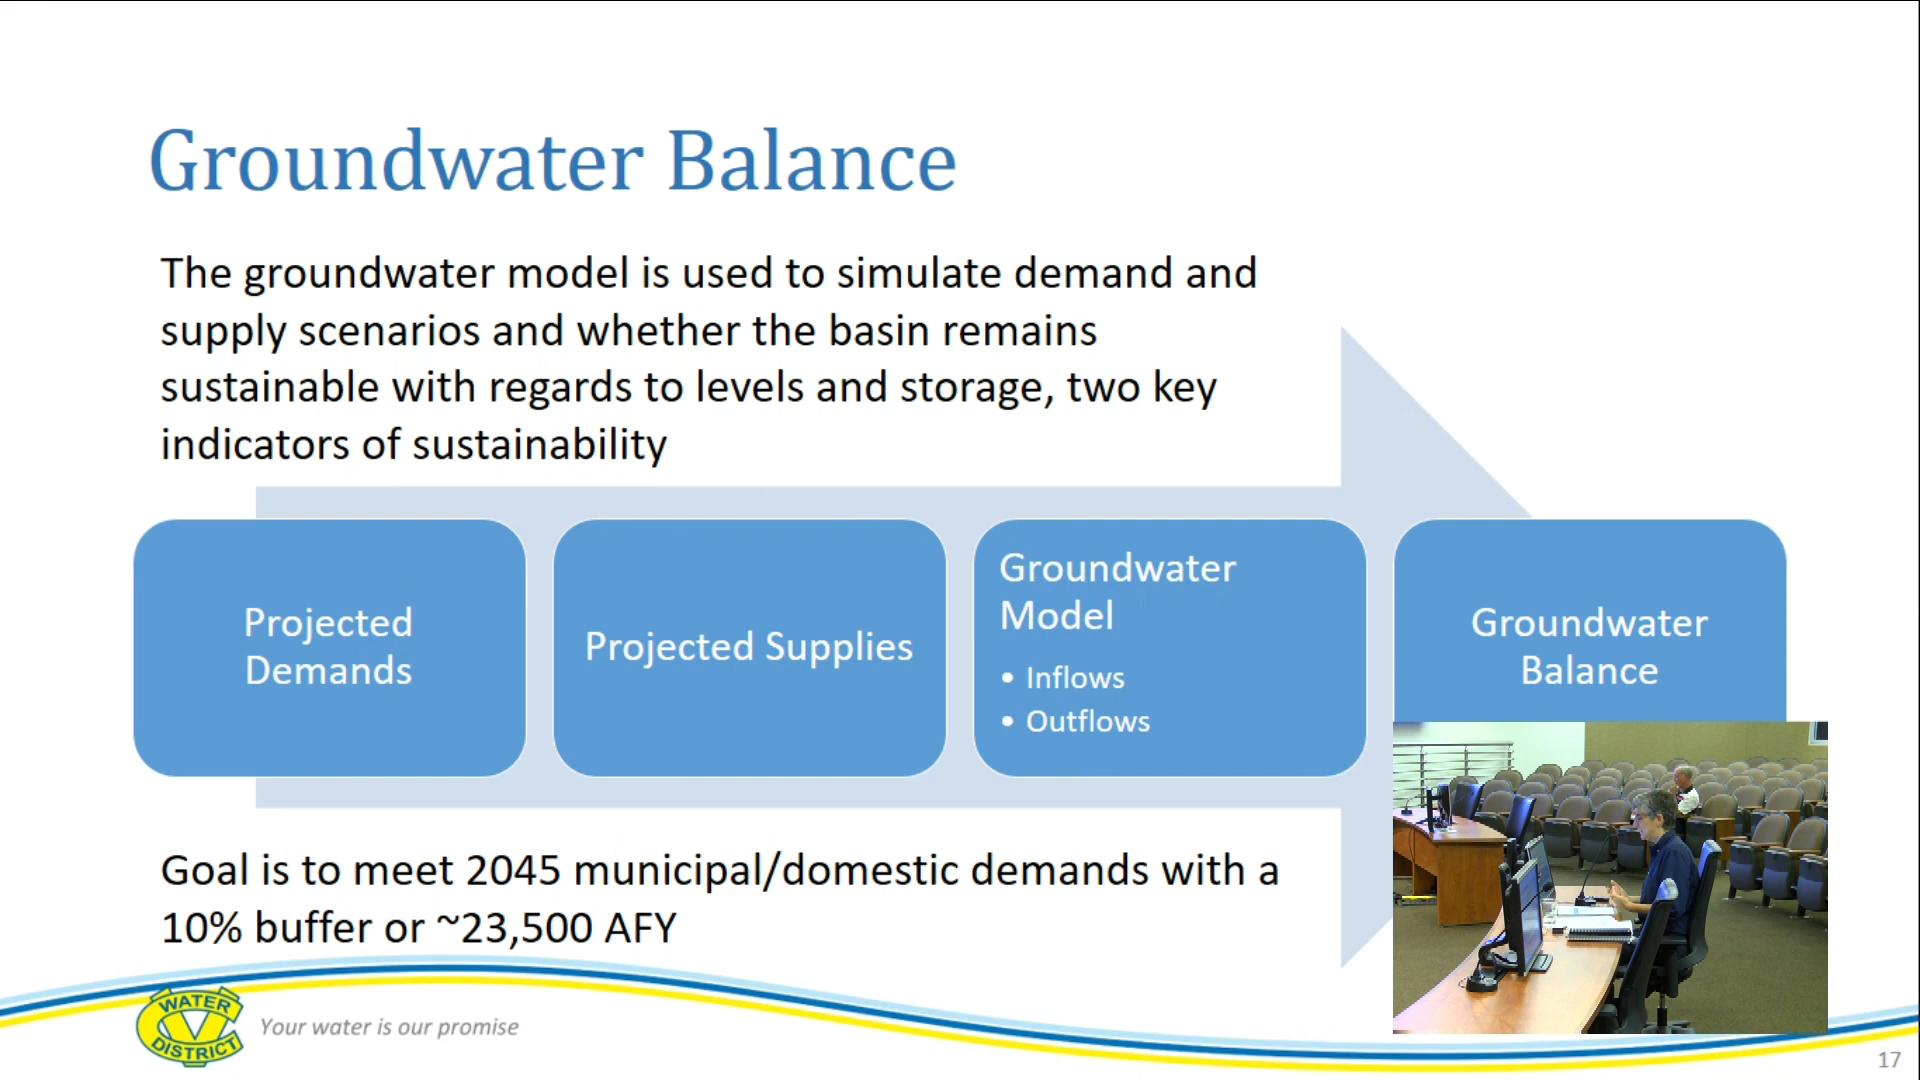 Groundwater Balance
The groundwater model is used to simulate demand and
supply scenarios and whether the basin remains
sustainable with regards to levels and storage, two key
indicators of sustainability
Projected
Demands
Projected Supplies
Groundwater
Model
• Inflows
• Outflows
Groundwater
Balance
Goal is to meet 2045 municipal/domestic demands with a
10% buffer or ~23,500 AFY
WATER
CV
DISTRICT
Your water is our promise
17